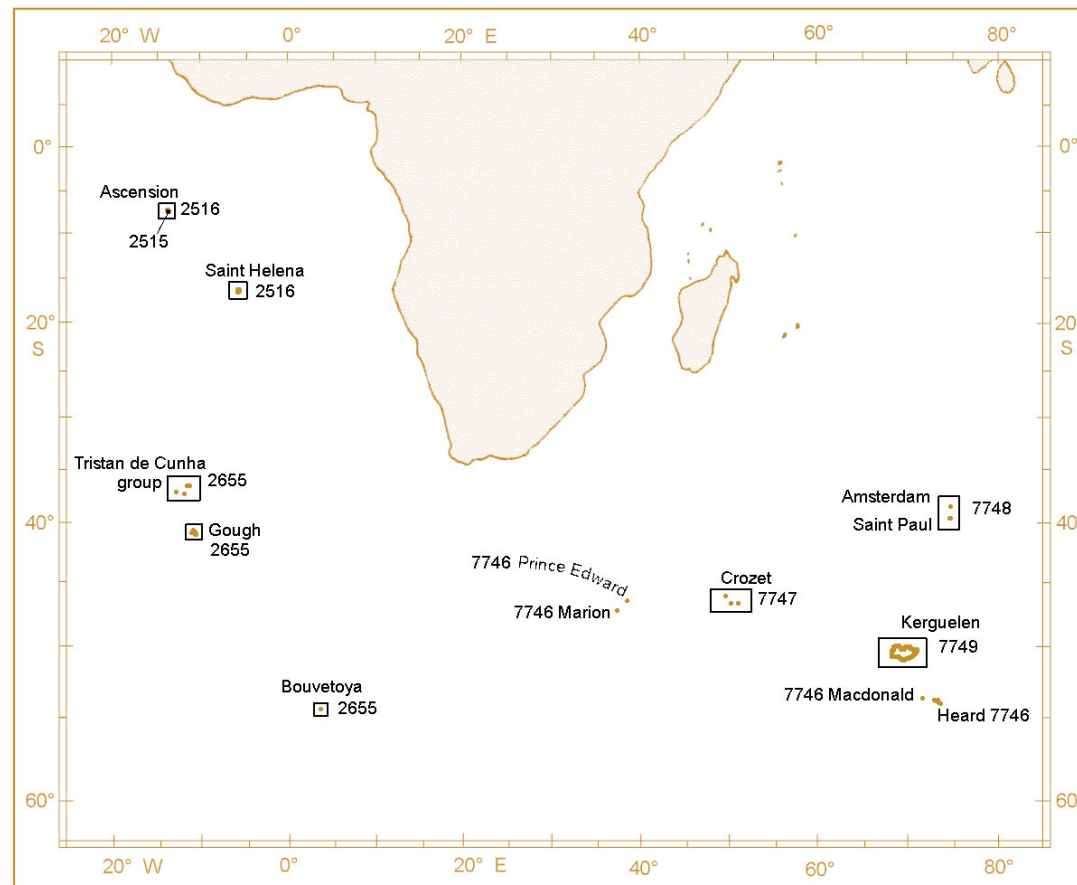 20° W 0° 20° E 40° 60° 80°
0° 0°
Ascension
2516
2515
Saint Helena
2516
20° 20°
S S
Tristan de Cunha
group 2655
Gough
2655
Amsterdam
Saint Paul
7748
40° 40°
7746 Prince Edward
7746 Marion
Crozet
7747
Kerguelen
7749
Bouvetoya
2655
7746 Macdonald
Heard 7746
60° 60°
20° W 0° 20° E 40° 60° 80°